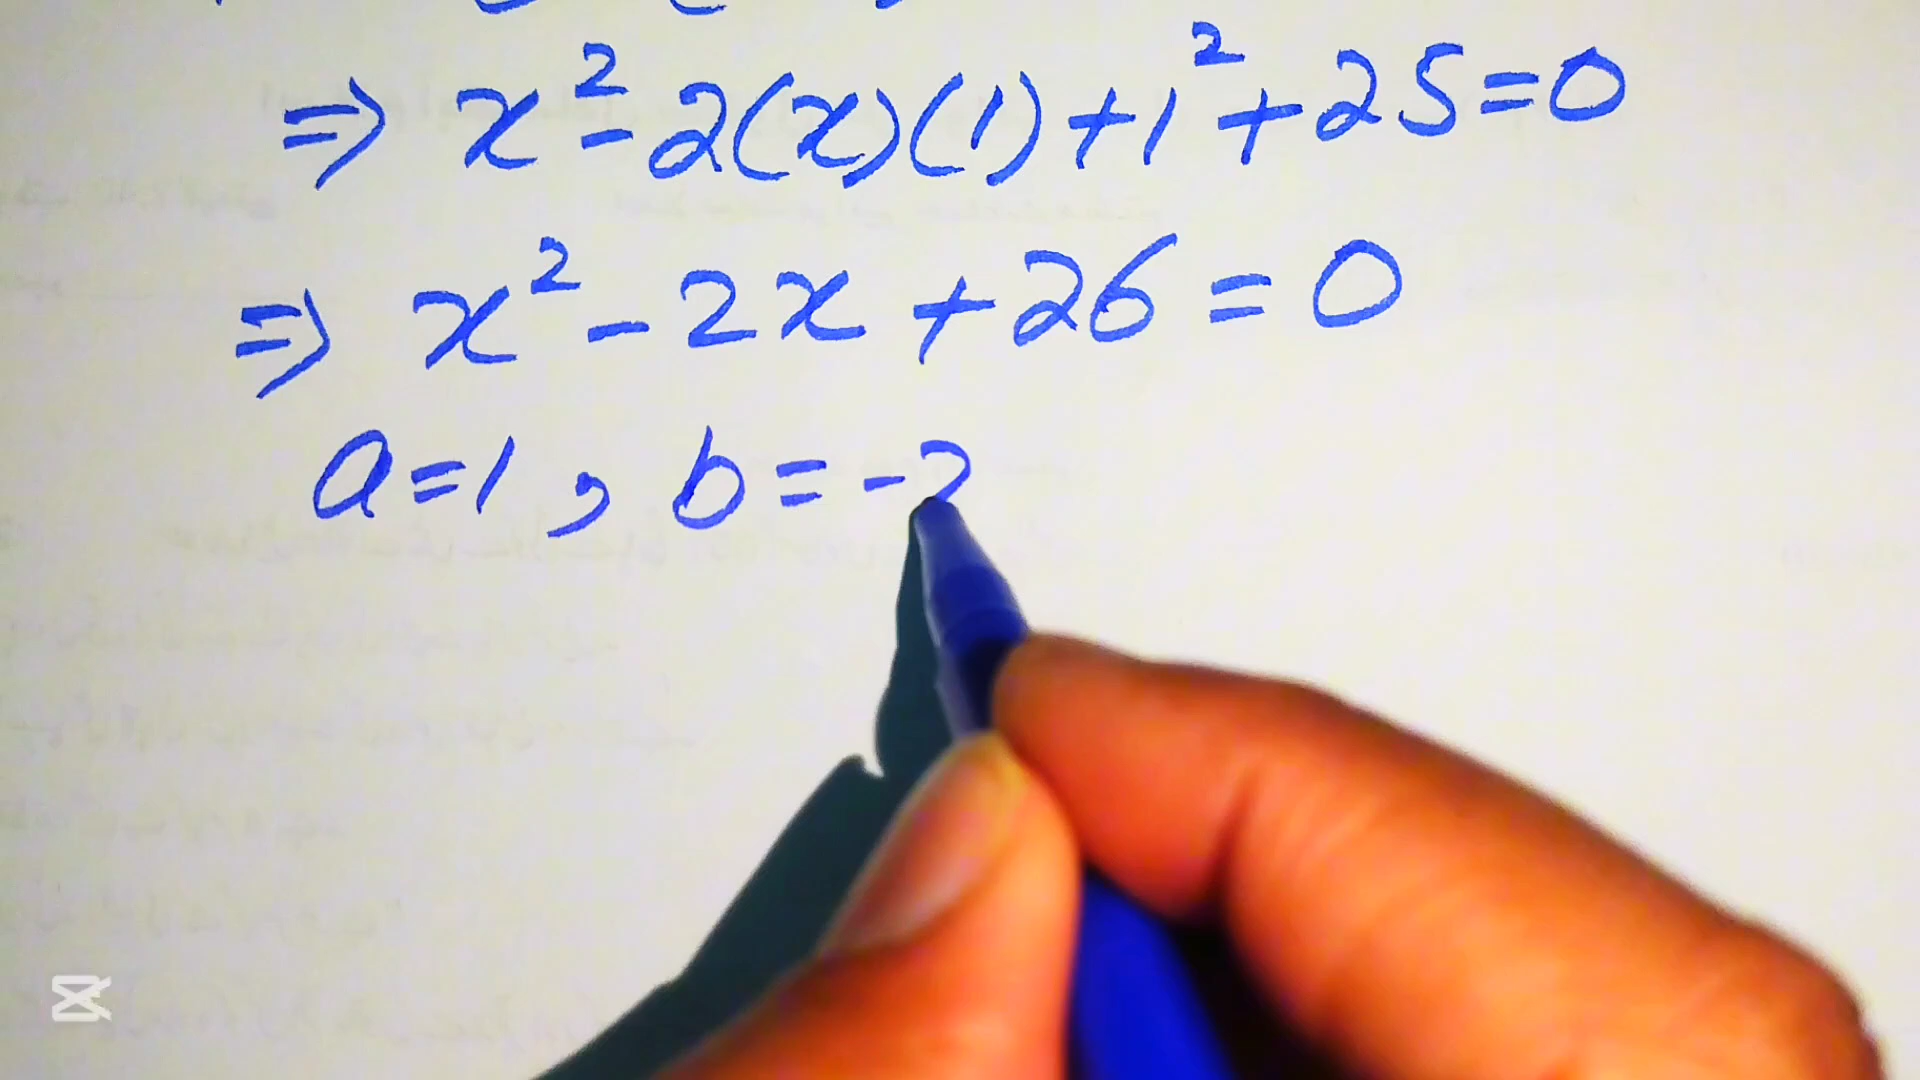 ⇒ x² - 2(x)(1) + 1² + 25 = 0
⇒ x² - 2x + 26 = 0
a = 1 , b = -2